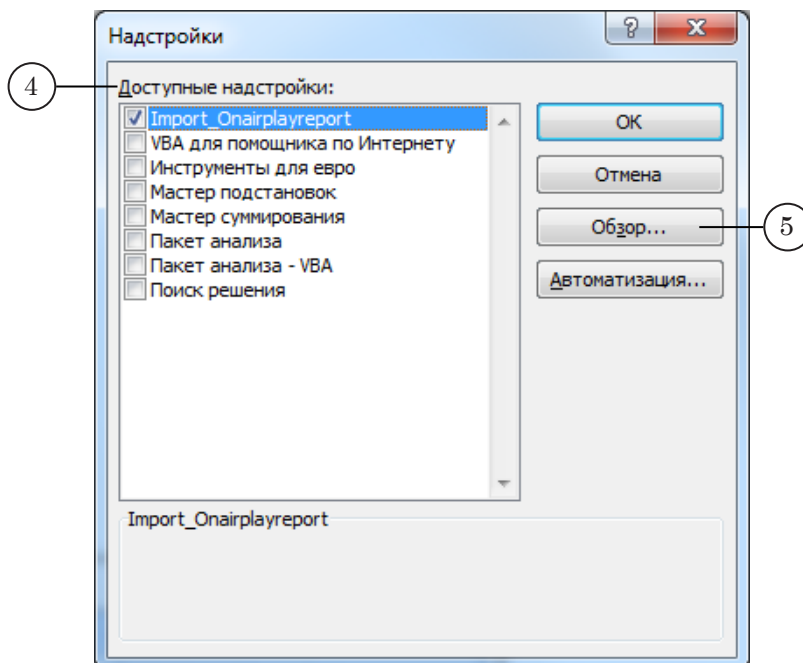 Надстройки
?
4
Доступные надстройки:
Import_Onairplayreport
VBA для помощника по Интернету
Инструменты для евро
Мастер подстановок
Мастер суммирования
Пакет анализа
Пакет анализа - VBA
Поиск решения
ОК
Отмена
Обзор...
5
Автоматизация...
Import_Onairplayreport